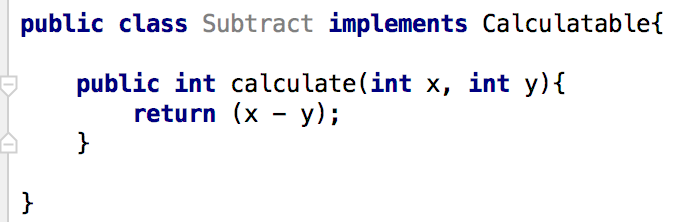 public class Subtract implements Calculatable{
public int calculate(int x, int y){
return (x - y);
}
}